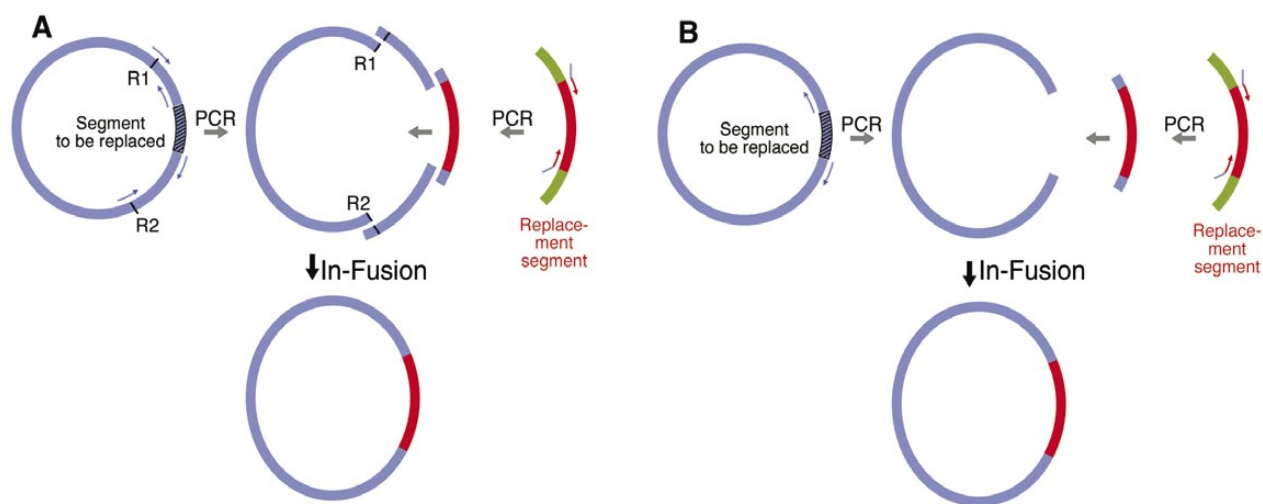 A
R1
Segment
to be replaced
R2
PCR
R1
R2
PCR
Replace-
ment
segment
In-Fusion
B
Segment
to be replaced
PCR
PCR
Replace-
ment
segment
In-Fusion